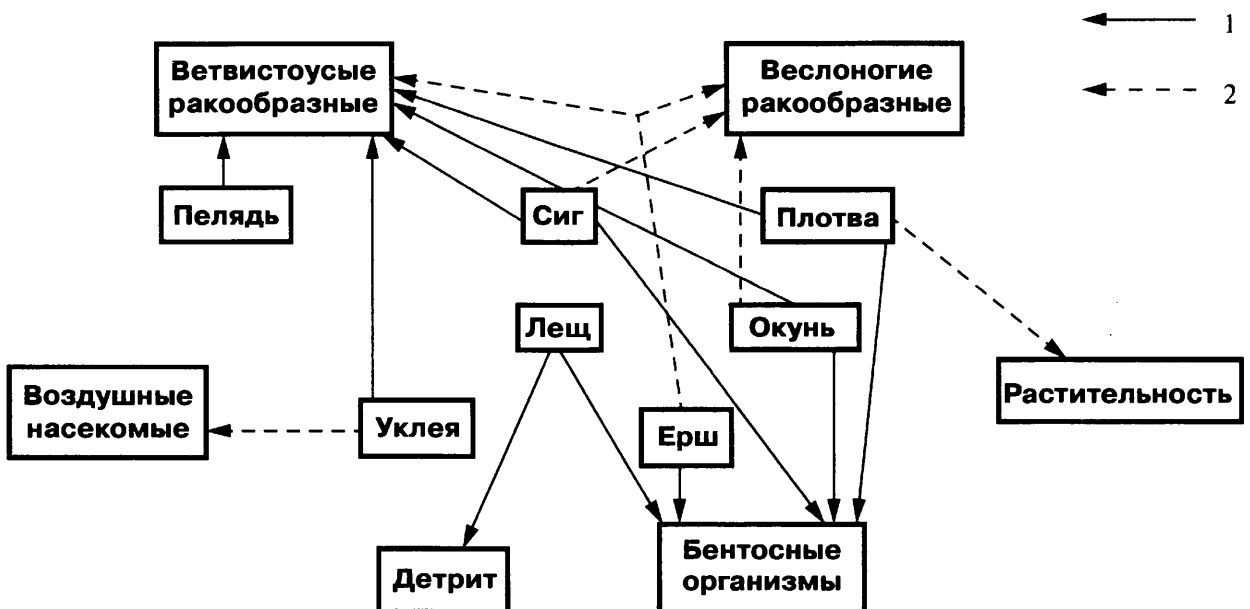 1
Ветвистоусые
ракообразные
Веслоногие
ракообразные
2
Пелядь
Сиг
Плотва
Лещ
Окунь
Воздушные
насекомые
Уклея
Ерш
Растительность
Детрит
Бентосные
организмы